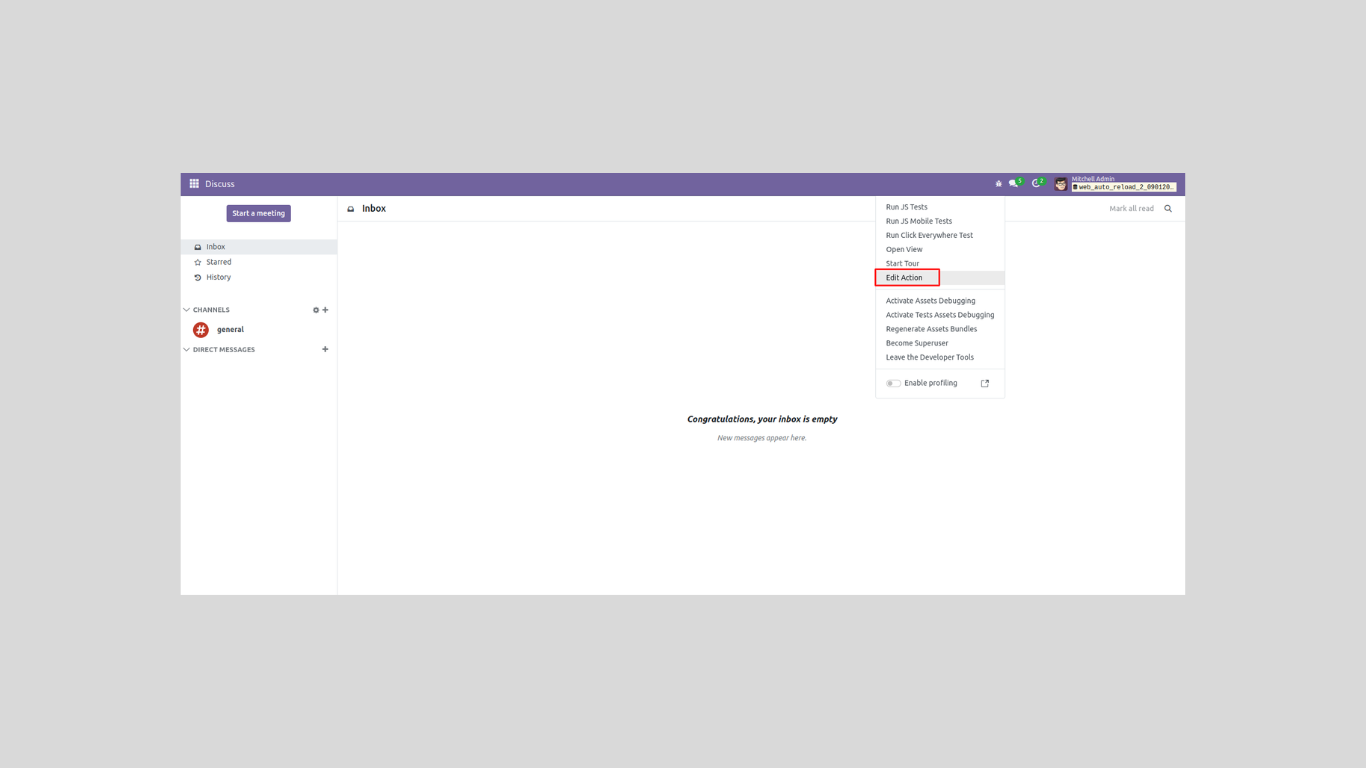 Discuss
5
2
Mitchell Admin
web_auto_reload_2_090120...
Start a meeting
Inbox
Starred
History
CHANNELS
general
DIRECT MESSAGES
Inbox
Mark all read
Run JS Tests
Run JS Mobile Tests
Run Click Everywhere Test
Open View
Start Tour
Edit Action
Activate Assets Debugging
Activate Tests Assets Debugging
Regenerate Assets Bundles
Become Superuser
Leave the Developer Tools
Enable profiling
Congratulations, your inbox is empty
New messages appear here.